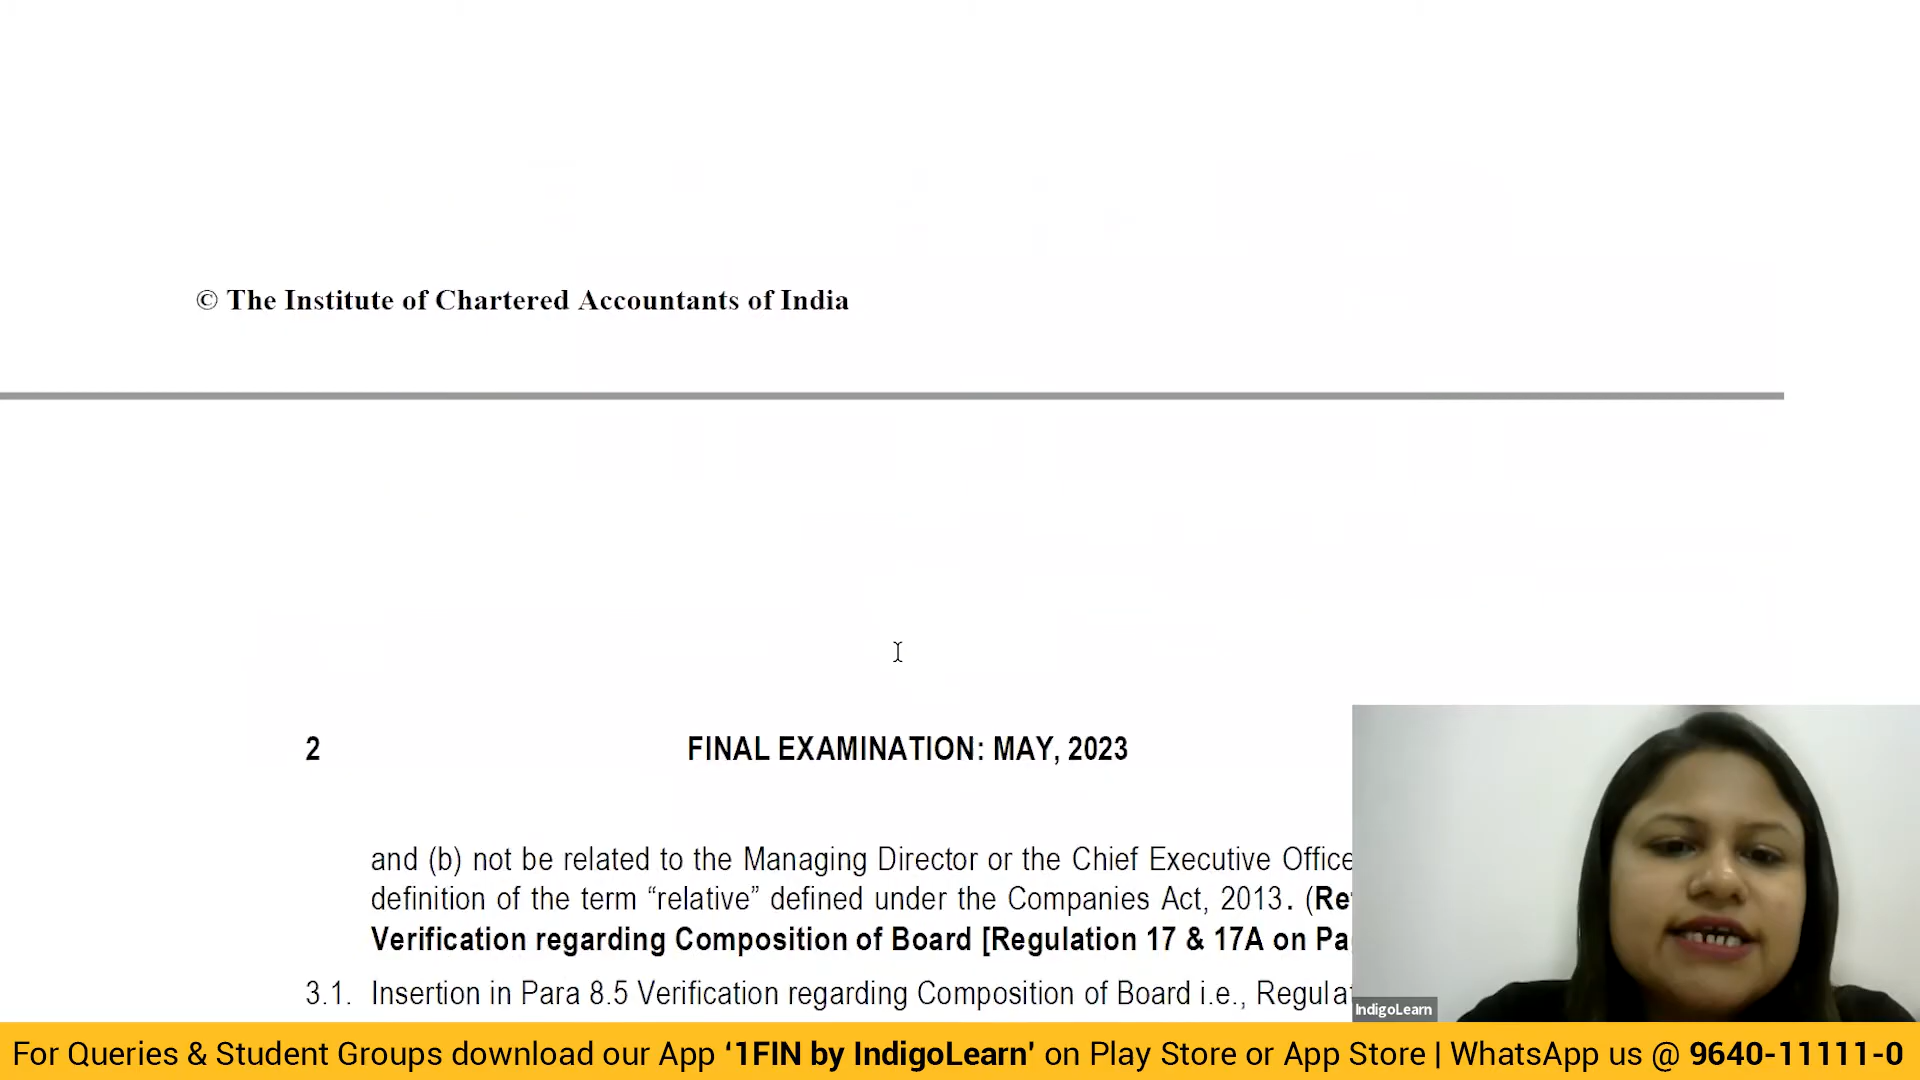 © The Institute of Chartered Accountants of India
2 FINAL EXAMINATION: MAY, 2023
and (b) not be related to the Managing Director or the Chief Executive Office
definition of the term “relative” defined under the Companies Act, 2013. (Re
Verification regarding Composition of Board [Regulation 17 & 17A on Pa
3.1. Insertion in Para 8.5 Verification regarding Composition of Board i.e., Regula
IndigoLearn
For Queries & Student Groups download our App ‘1FIN by IndigoLearn' on Play Store or App Store | WhatsApp us @ 9640-11111-0